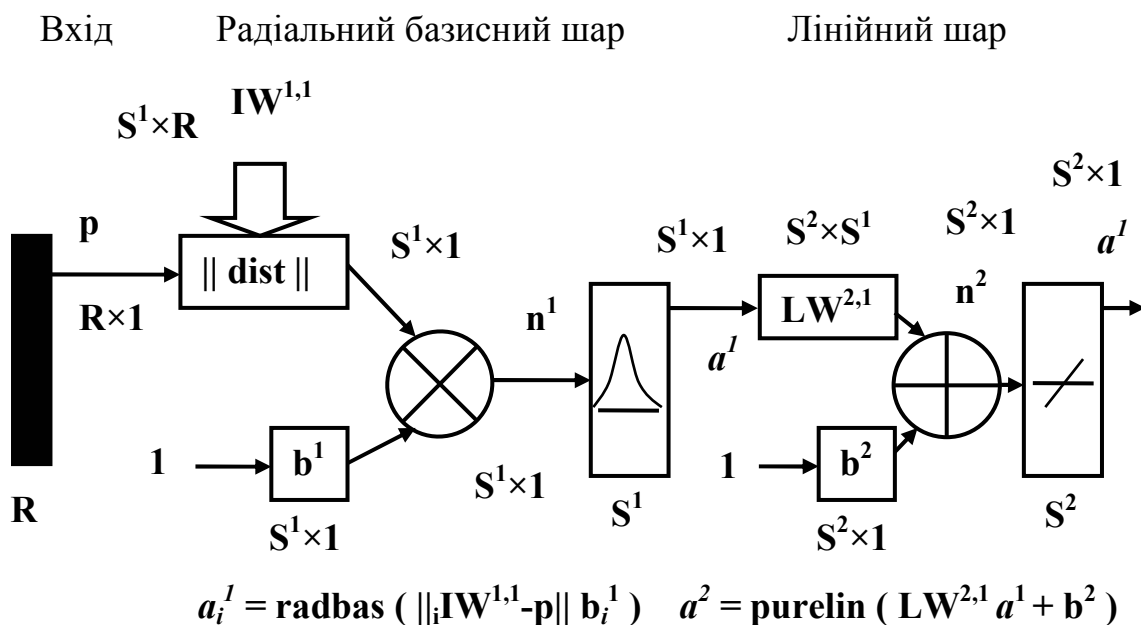 Вхід Радіальний базисний шар Лінійний шар
IW¹,¹
S¹×R
S²×1
p
S¹×1
S¹×1
S²×S¹
S²×1
a¹
|| dist ||
R×1
n¹
a¹
LW²,¹
n²
1
b¹
S¹×1
1
b²
R
S¹×1
S¹
S²×1
S²
aᵢ¹ = radbas ( ||ᵢIW¹,¹-p|| bᵢ¹ ) a² = purelin ( LW²,¹ a¹ + b² )